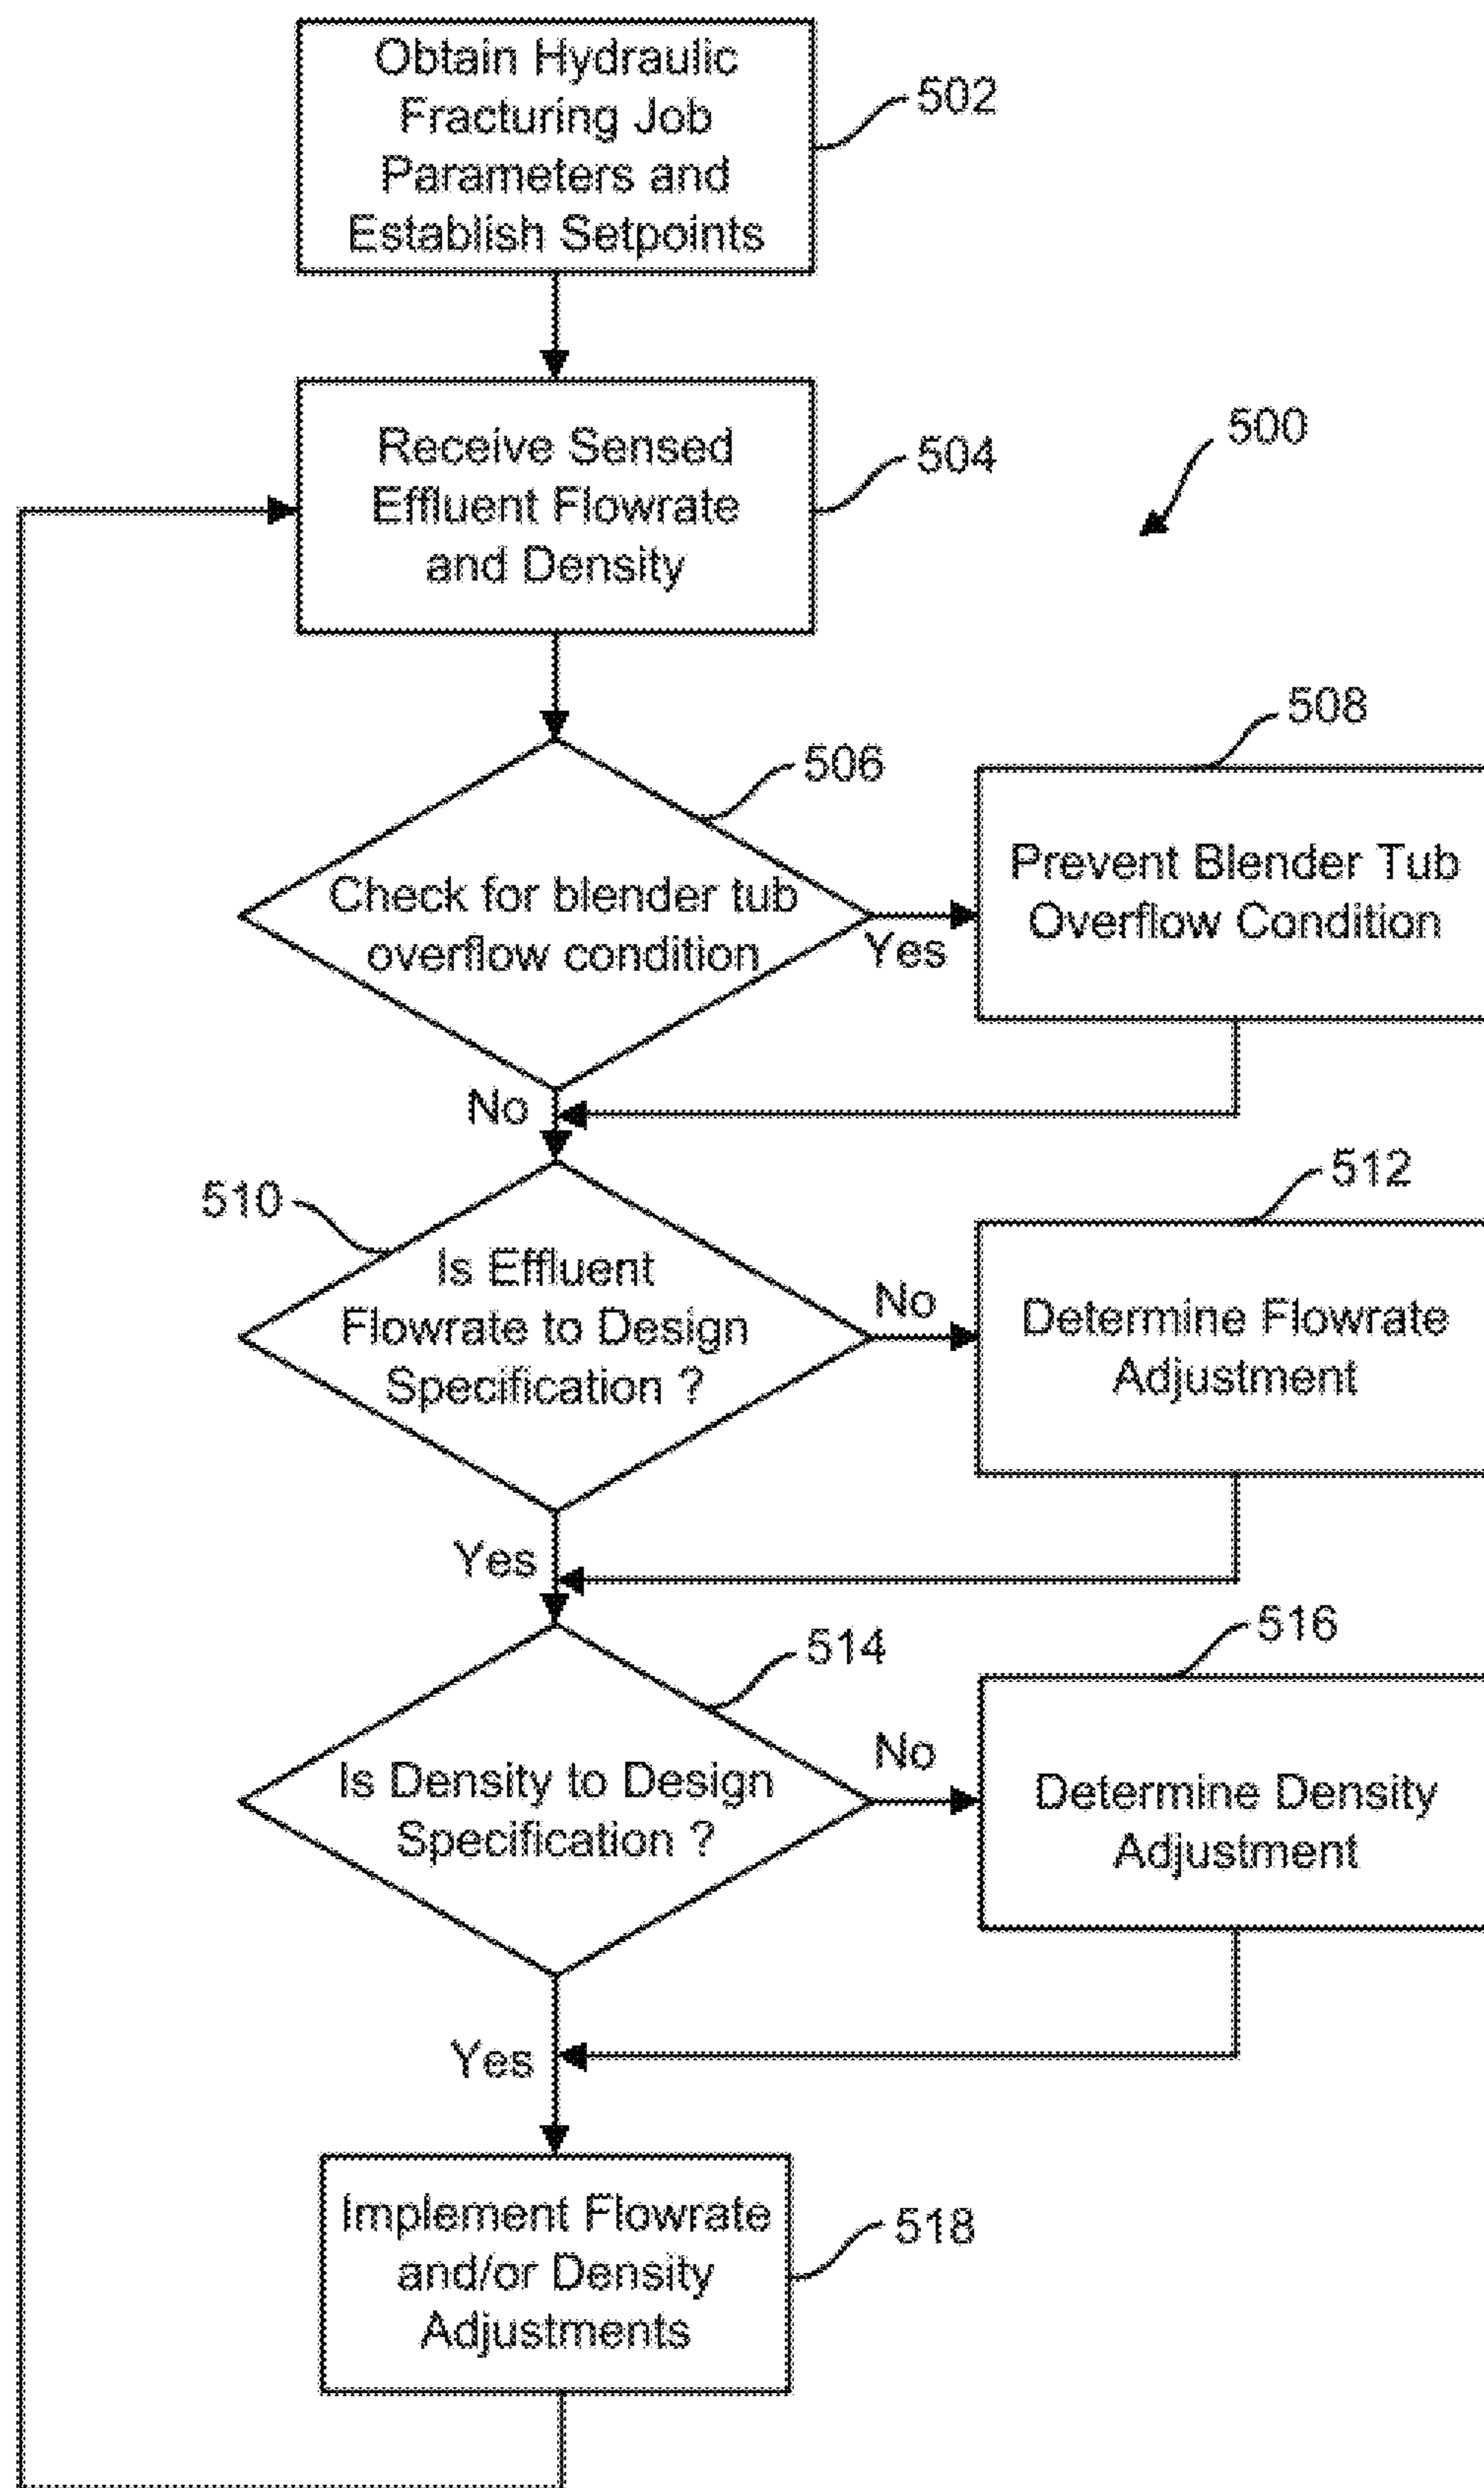 Obtain Hydraulic
Fracturing Job
Parameters and
Establish Setpoints
502
Receive Sensed
Effluent Flowrate
and Density
504
500
506
Check for blender tub
overflow condition
Yes
No
508
Prevent Blender Tub
Overflow Condition
510
Is Effluent
Flowrate to Design
Specification ?
No
Yes
512
Determine Flowrate
Adjustment
514
Is Density to Design
Specification ?
No
Yes
516
Determine Density
Adjustment
Implement Flowrate
and/or Density
Adjustments
518